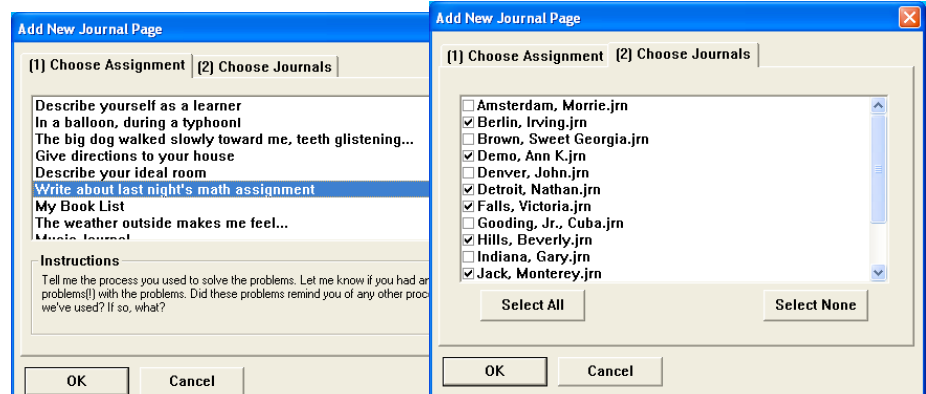 Add New Journal Page
(1) Choose Assignment
(2) Choose Journals
Describe yourself as a learner
In a balloon, during a typhoon!
The big dog walked slowly toward me, teeth glistening...
Give directions to your house
Describe your ideal room
Write about last night's math assignment
My Book List
The weather outside makes me feel...
Music Journal
Instructions
Tell me the process you used to solve the problems. Let me know if you had
problems(!) with the problems. Did these problems remind you of any other
we've used? If so, what?
OK
Cancel
Add New Journal Page
(1) Choose Assignment
(2) Choose Journals
Amsterdam, Morrie.jrn
Berlin, Irving.jrn
Brown, Sweet Georgia.jrn
Demo, Ann K.jrn
Denver, John.jrn
Detroit, Nathan.jrn
Falls, Victoria.jrn
Gooding, Jr., Cuba.jrn
Hills, Beverly.jrn
Indiana, Gary.jrn
Jack, Monterey.jrn
Select All
Select None
OK
Cancel